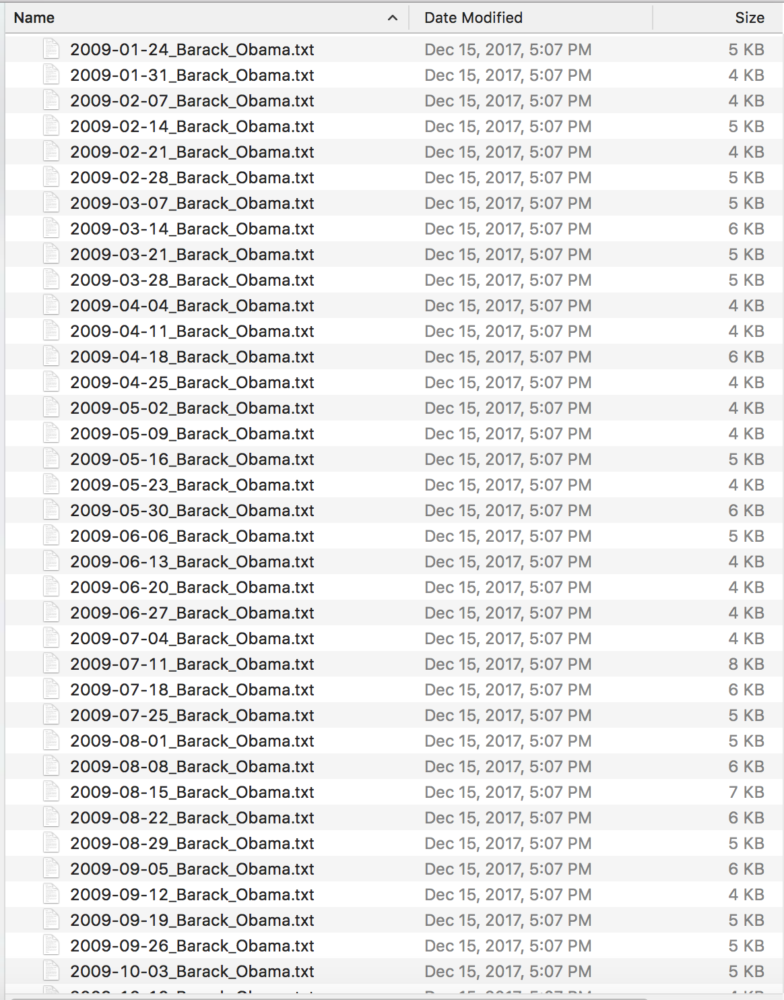 Name Date Modified Size
2009-01-24_Barack_Obama.txt Dec 15, 2017, 5:07 PM 5 KB
2009-01-31_Barack_Obama.txt Dec 15, 2017, 5:07 PM 4 KB
2009-02-07_Barack_Obama.txt Dec 15, 2017, 5:07 PM 4 KB
2009-02-14_Barack_Obama.txt Dec 15, 2017, 5:07 PM 5 KB
2009-02-21_Barack_Obama.txt Dec 15, 2017, 5:07 PM 4 KB
2009-02-28_Barack_Obama.txt Dec 15, 2017, 5:07 PM 5 KB
2009-03-07_Barack_Obama.txt Dec 15, 2017, 5:07 PM 5 KB
2009-03-14_Barack_Obama.txt Dec 15, 2017, 5:07 PM 6 KB
2009-03-21_Barack_Obama.txt Dec 15, 2017, 5:07 PM 5 KB
2009-03-28_Barack_Obama.txt Dec 15, 2017, 5:07 PM 5 KB
2009-04-04_Barack_Obama.txt Dec 15, 2017, 5:07 PM 4 KB
2009-04-11_Barack_Obama.txt Dec 15, 2017, 5:07 PM 4 KB
2009-04-18_Barack_Obama.txt Dec 15, 2017, 5:07 PM 6 KB
2009-04-25_Barack_Obama.txt Dec 15, 2017, 5:07 PM 4 KB
2009-05-02_Barack_Obama.txt Dec 15, 2017, 5:07 PM 4 KB
2009-05-09_Barack_Obama.txt Dec 15, 2017, 5:07 PM 4 KB
2009-05-16_Barack_Obama.txt Dec 15, 2017, 5:07 PM 5 KB
2009-05-23_Barack_Obama.txt Dec 15, 2017, 5:07 PM 4 KB
2009-05-30_Barack_Obama.txt Dec 15, 2017, 5:07 PM 6 KB
2009-06-06_Barack_Obama.txt Dec 15, 2017, 5:07 PM 5 KB
2009-06-13_Barack_Obama.txt Dec 15, 2017, 5:07 PM 4 KB
2009-06-20_Barack_Obama.txt Dec 15, 2017, 5:07 PM 4 KB
2009-06-27_Barack_Obama.txt Dec 15, 2017, 5:07 PM 4 KB
2009-07-04_Barack_Obama.txt Dec 15, 2017, 5:07 PM 4 KB
2009-07-11_Barack_Obama.txt Dec 15, 2017, 5:07 PM 8 KB
2009-07-18_Barack_Obama.txt Dec 15, 2017, 5:07 PM 6 KB
2009-07-25_Barack_Obama.txt Dec 15, 2017, 5:07 PM 5 KB
2009-08-01_Barack_Obama.txt Dec 15, 2017, 5:07 PM 5 KB
2009-08-08_Barack_Obama.txt Dec 15, 2017, 5:07 PM 6 KB
2009-08-15_Barack_Obama.txt Dec 15, 2017, 5:07 PM 7 KB
2009-08-22_Barack_Obama.txt Dec 15, 2017, 5:07 PM 6 KB
2009-08-29_Barack_Obama.txt Dec 15, 2017, 5:07 PM 5 KB
2009-09-05_Barack_Obama.txt Dec 15, 2017, 5:07 PM 6 KB
2009-09-12_Barack_Obama.txt Dec 15, 2017, 5:07 PM 4 KB
2009-09-19_Barack_Obama.txt Dec 15, 2017, 5:07 PM 5 KB
2009-09-26_Barack_Obama.txt Dec 15, 2017, 5:07 PM 5 KB
2009-10-03_Barack_Obama.txt Dec 15, 2017, 5:07 PM 5 KB